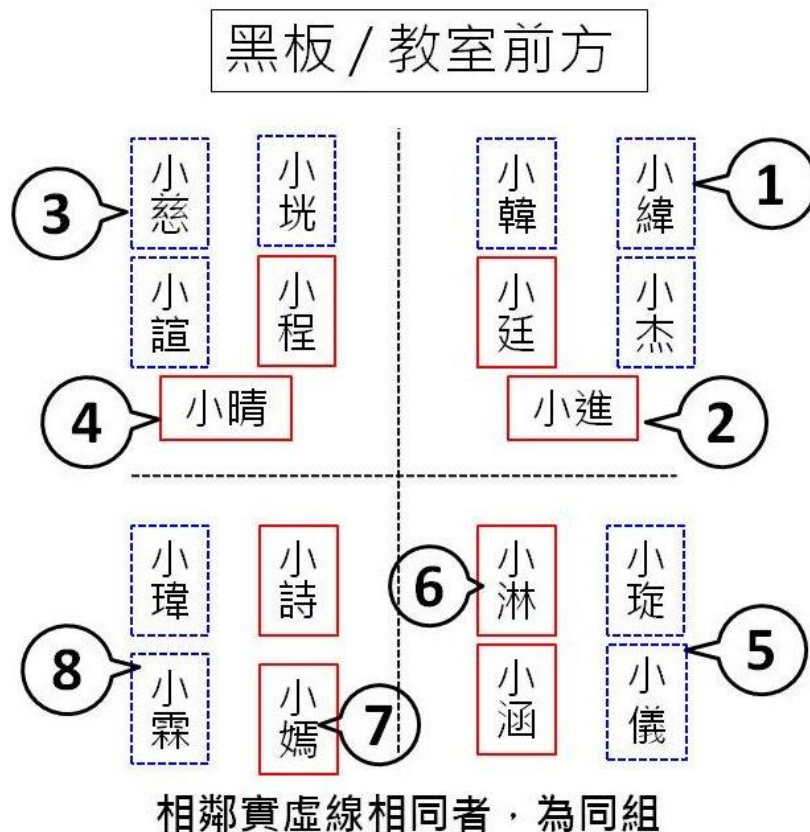 黑板/教室前方
小慈
小垙
小韓
小緯
1
3
小諠
小程
小廷
小杰
4
小晴
小進
2
小瑋
小詩
小淋
小琁
6
8
小霖
小嫣
7
小涵
小儀
5
相鄰實虛線相同者，為同組